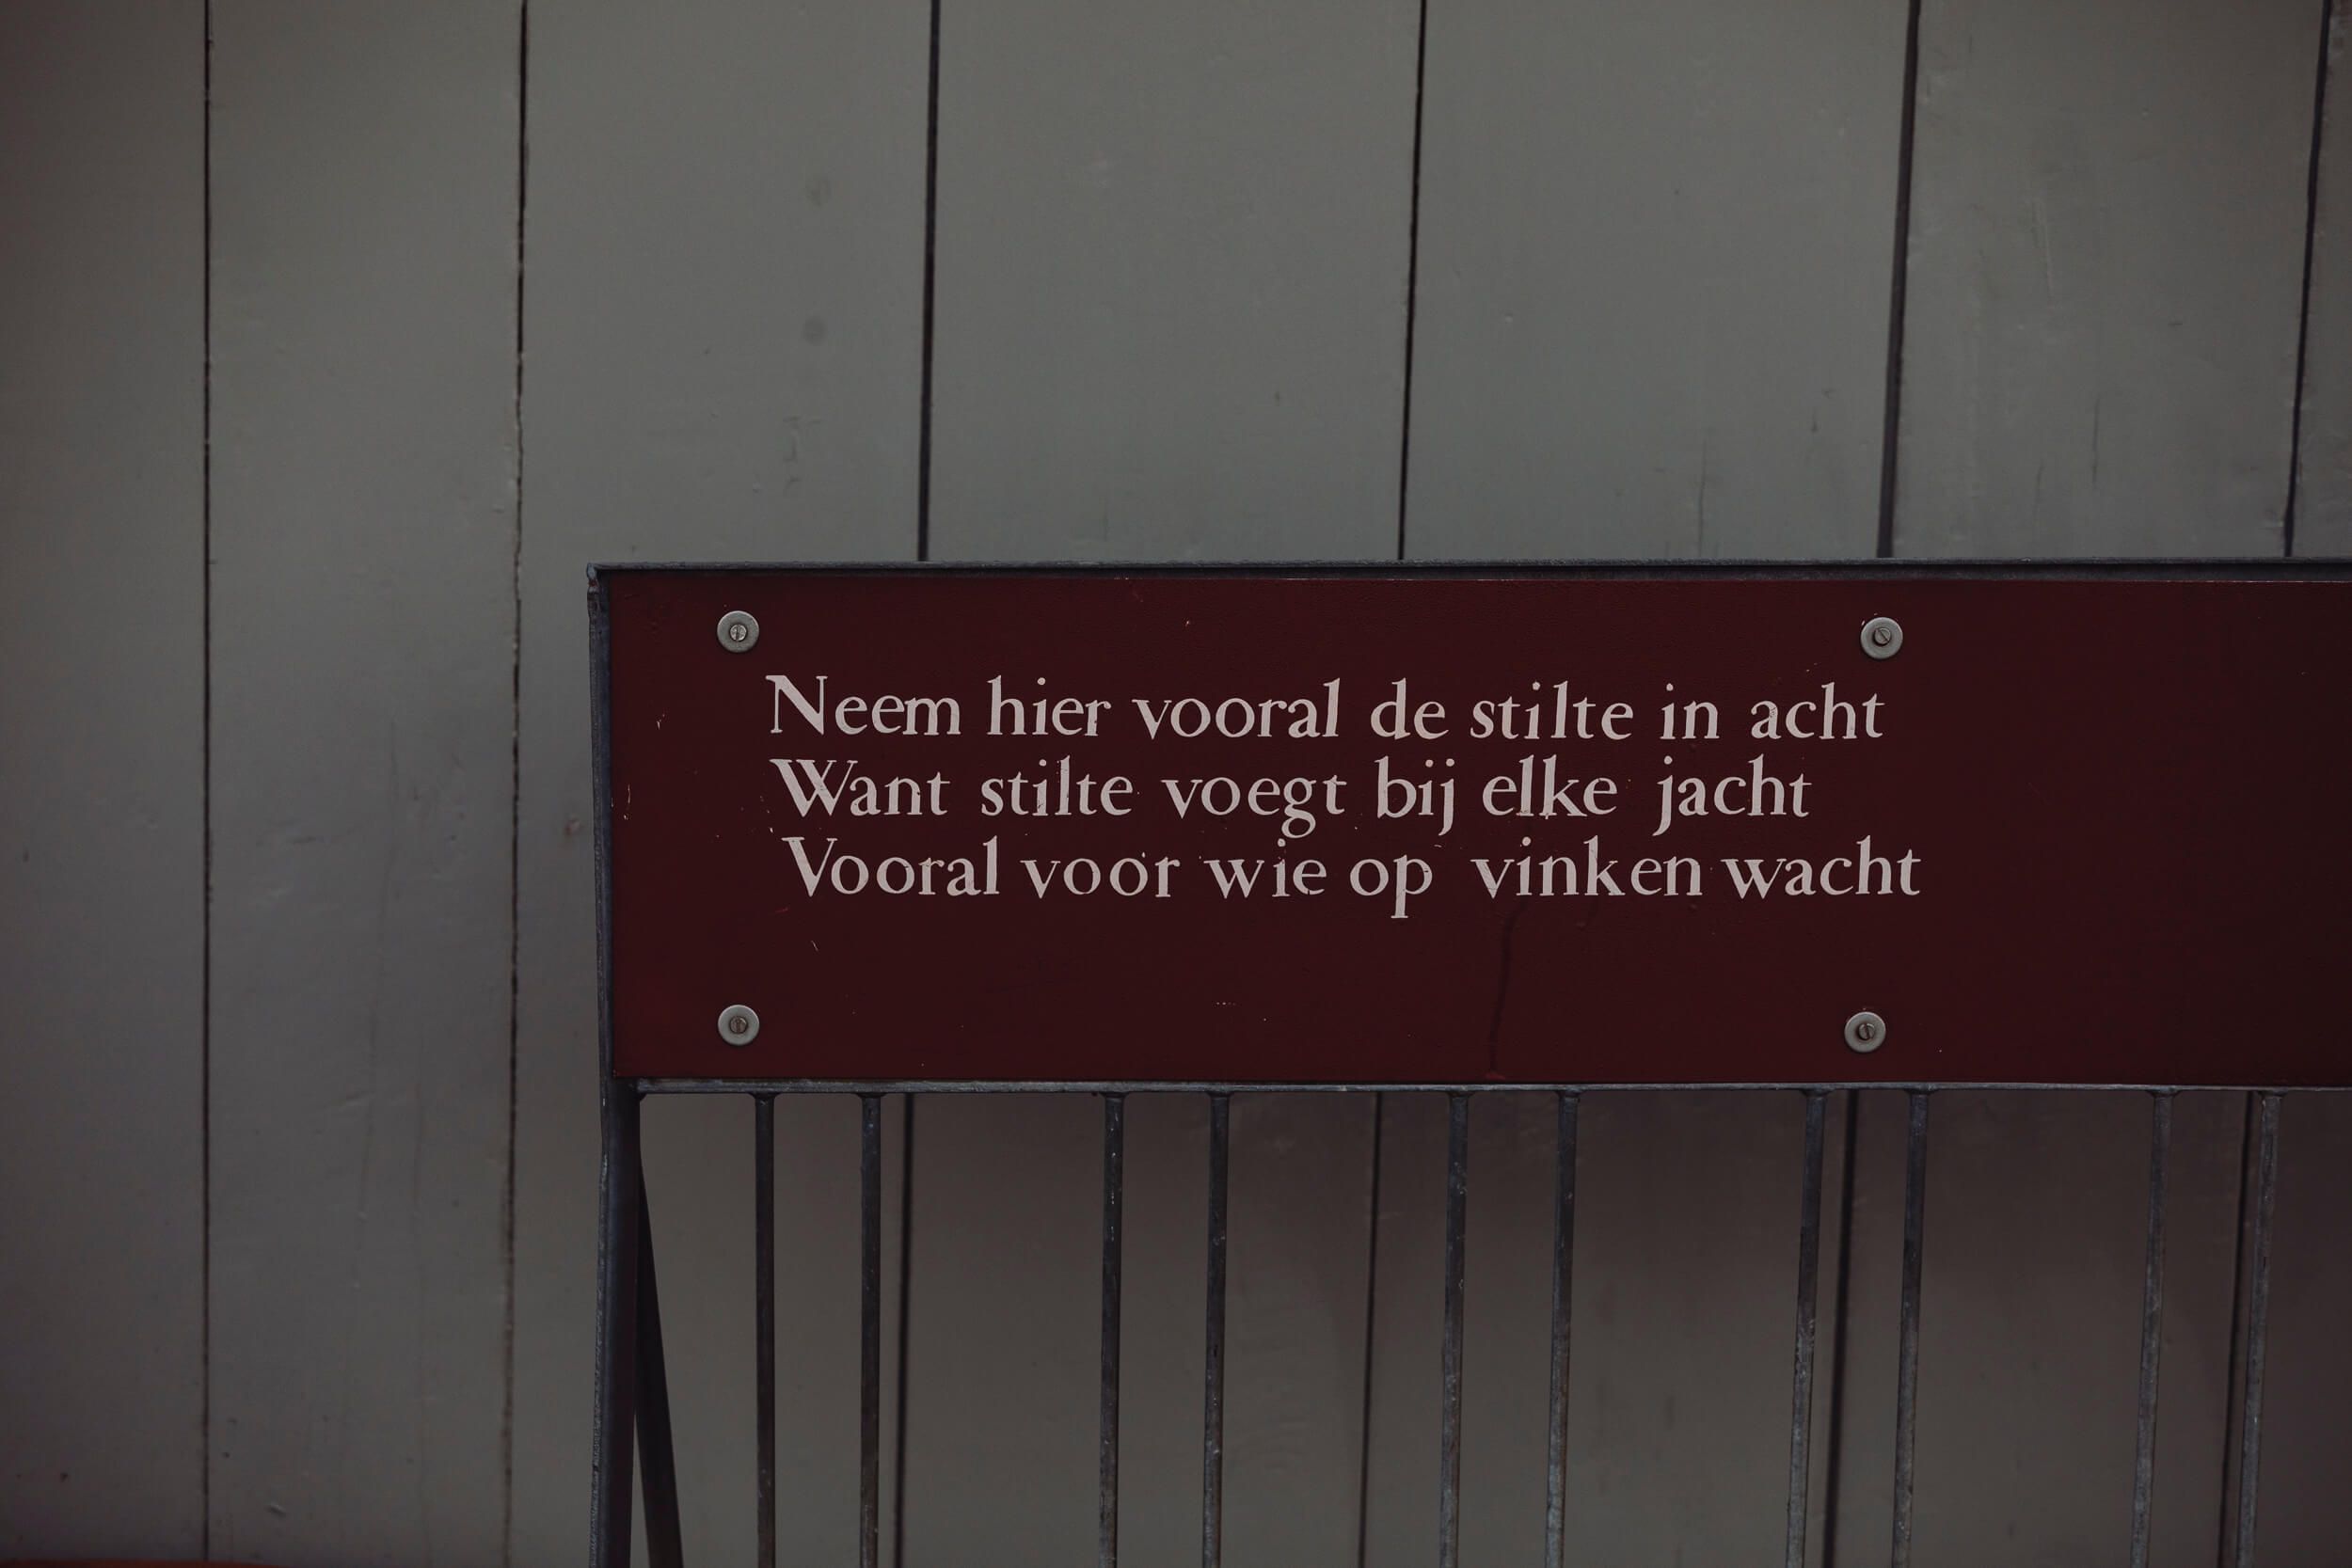 Neem hier vooral de stilte in acht
Want stilte voegt bij elke jacht
Vooral voor wie op vinken wacht